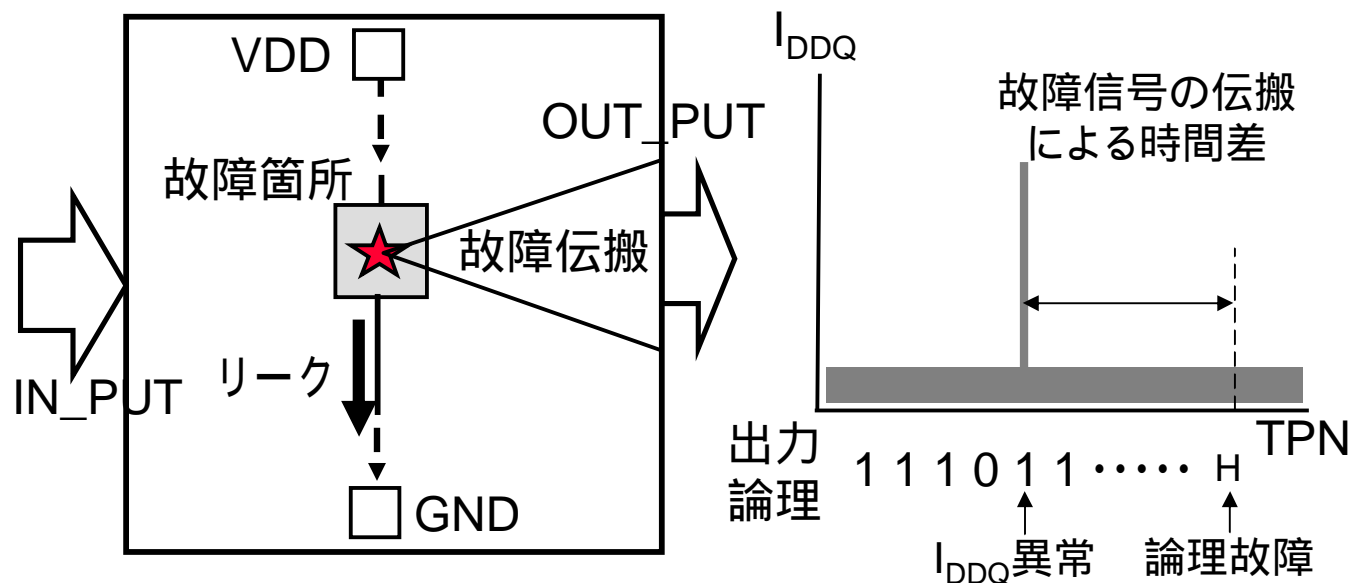 VDD
故障箇所
OUT_PUT
故障伝搬
IN_PUT
リーク
GND
IDDQ
故障信号の伝搬
による時間差
TPN
出力
論理
1 1 1 0 1 1 ····· H
IDDQ異常
論理故障